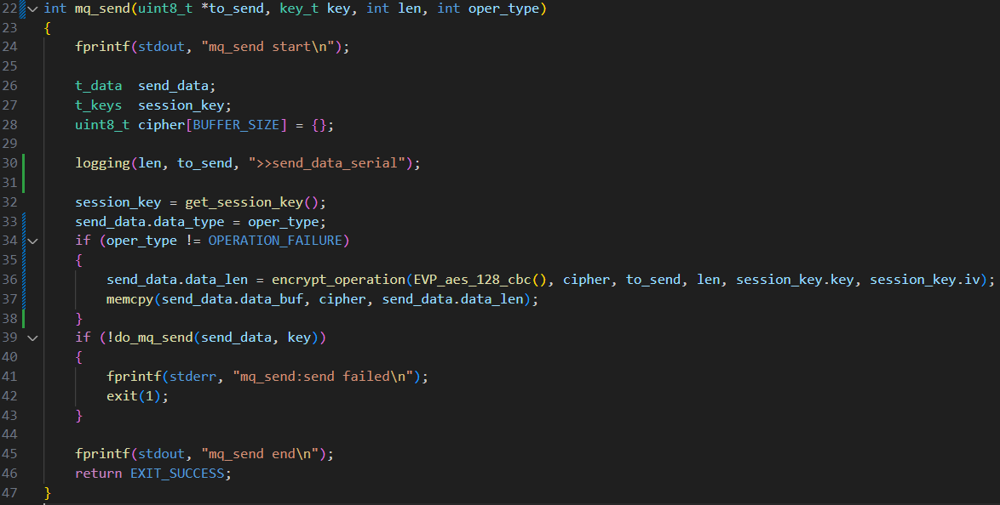 22 int mq_send(uint8_t *to_send, key_t key, int len, int oper_type)
23 {
24 fprintf(stdout, "mq_send start\n");
25
26 t_data  send_data;
27 t_keys  session_key;
28 uint8_t cipher[BUFFER_SIZE] = {};
29
30 logging(len, to_send, ">>send_data_serial");
31
32 session_key = get_session_key();
33 send_data.data_type = oper_type;
34 if (oper_type != OPERATION_FAILURE)
35 {
36 send_data.data_len = encrypt_operation(EVP_aes_128_cbc(), cipher, to_send, len, session_key.key, session_key.iv);
37 memcpy(send_data.data_buf, cipher, send_data.data_len);
38 }
39 if (!do_mq_send(send_data, key))
40 {
41 fprintf(stderr, "mq_send:send failed\n");
42 exit(1);
43 }
44
45 fprintf(stdout, "mq_send end\n");
46 return EXIT_SUCCESS;
47 }